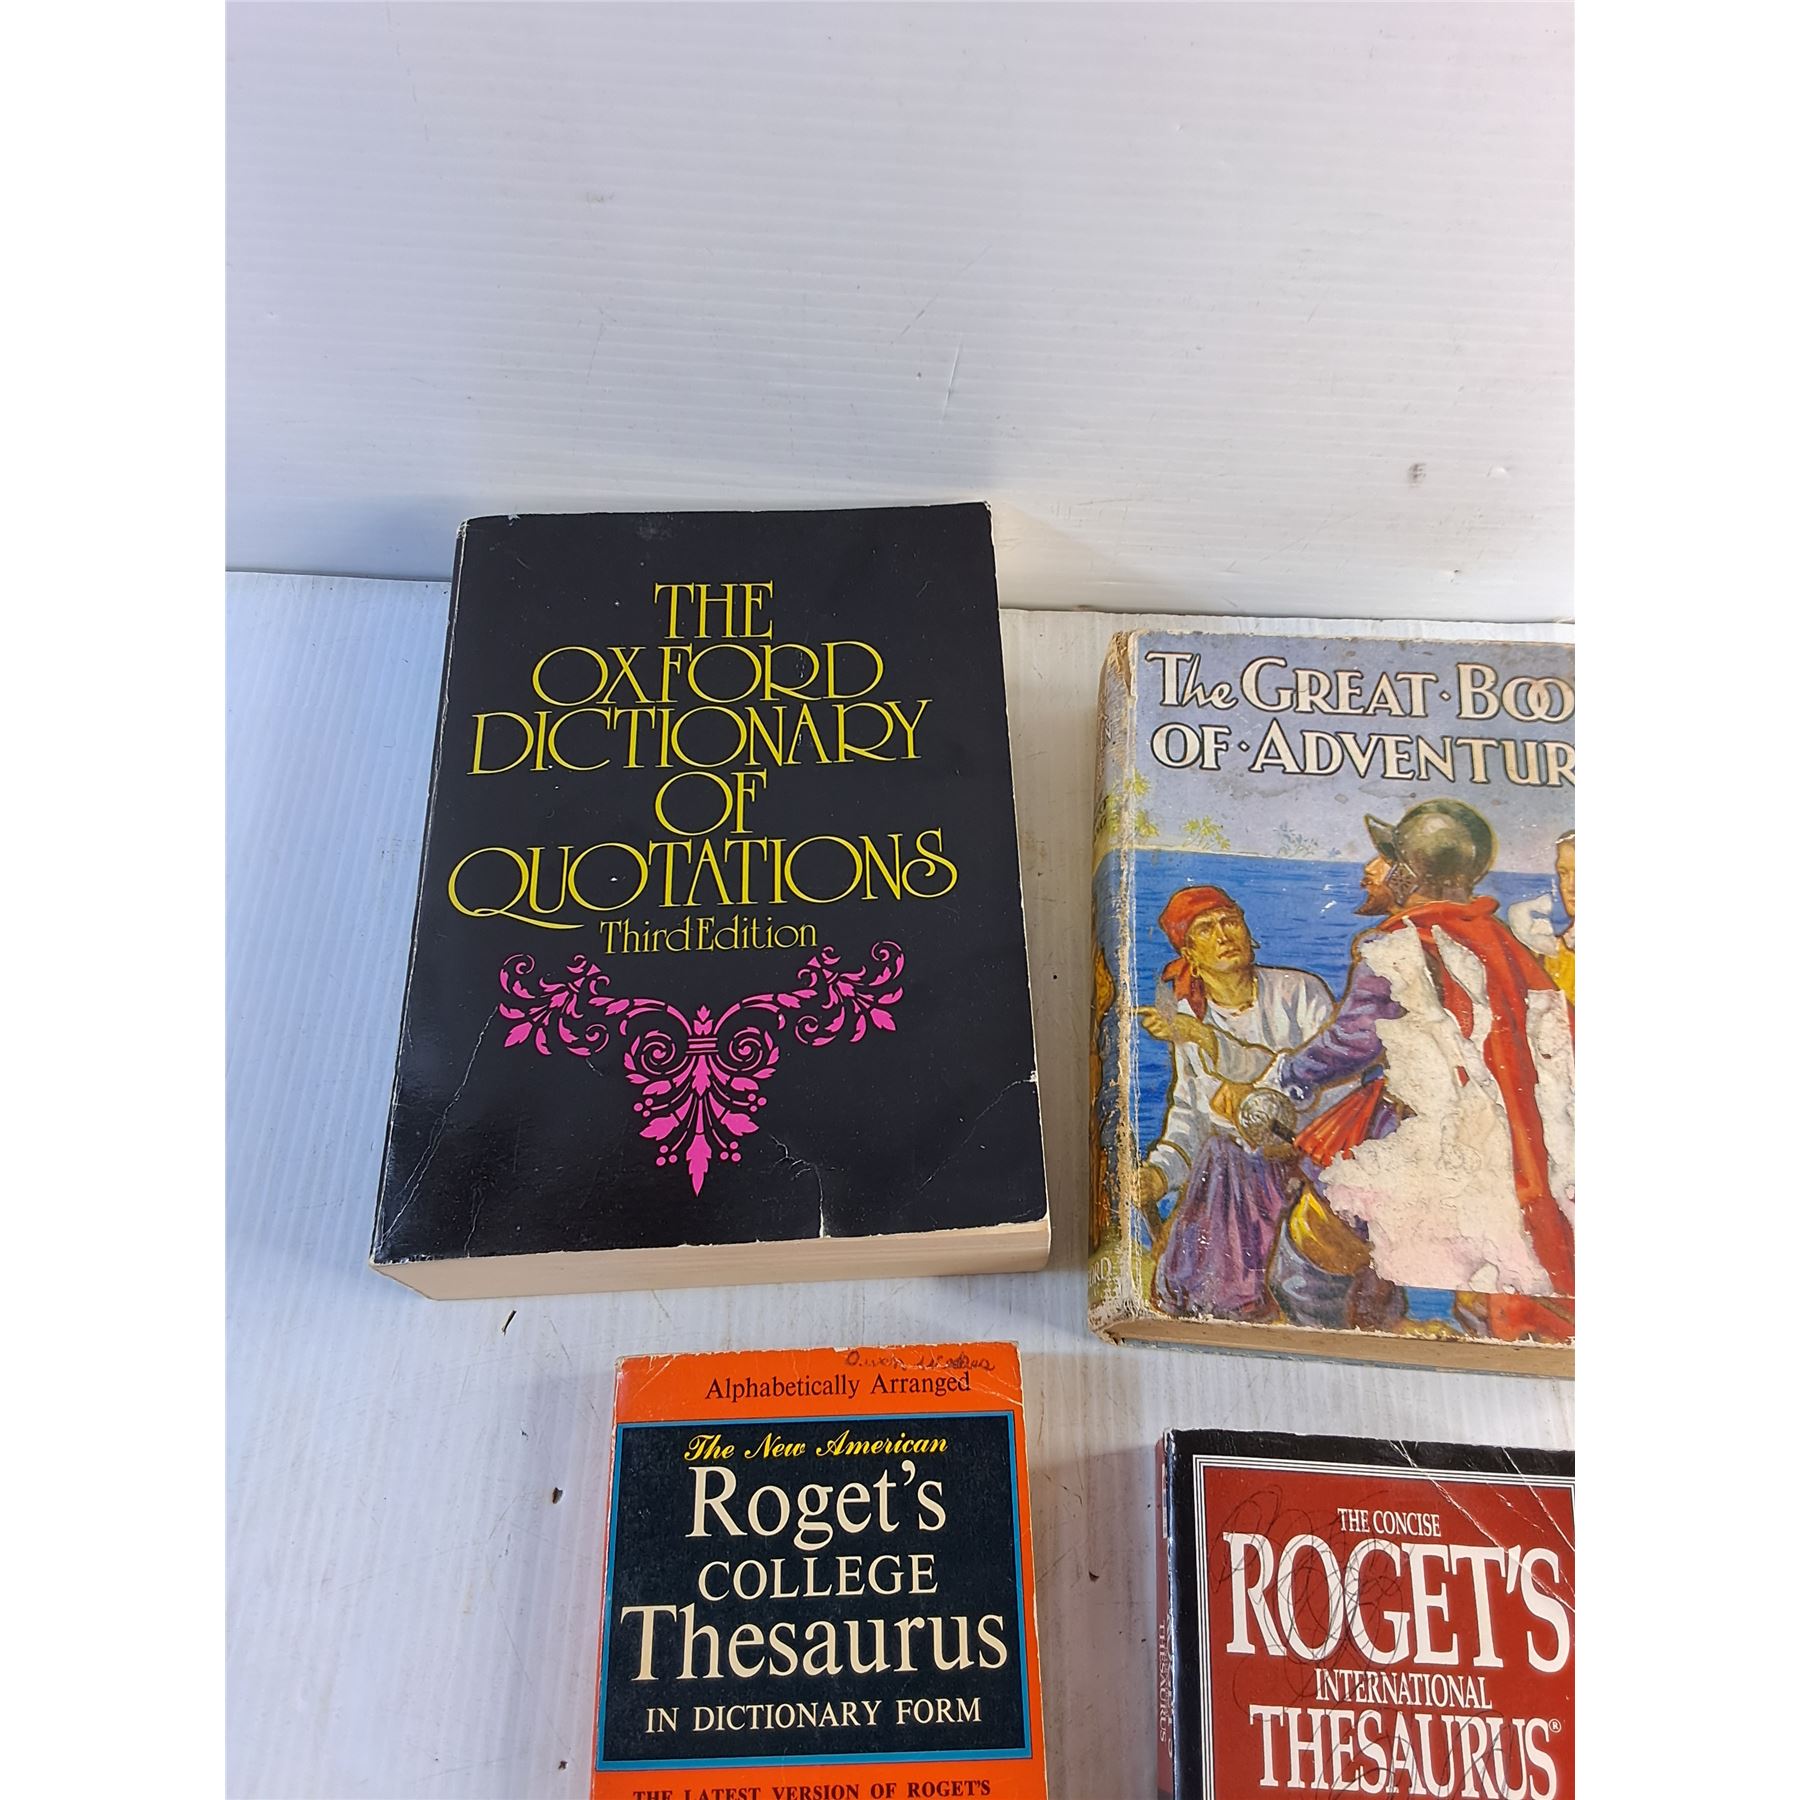 THE
OXFORD
DICTIONARY
OF
QUOTATIONS
Third Edition
The GREAT · BOO
OF · ADVENTUR
Alphabetically Arranged
The New American
Roget's
COLLEGE
Thesaurus
IN DICTIONARY FORM
THE LATEST VERSION OF ROGET'S
THE CONCISE
ROGET'S
INTERNATIONAL
THESAURUS®
THESAURUS